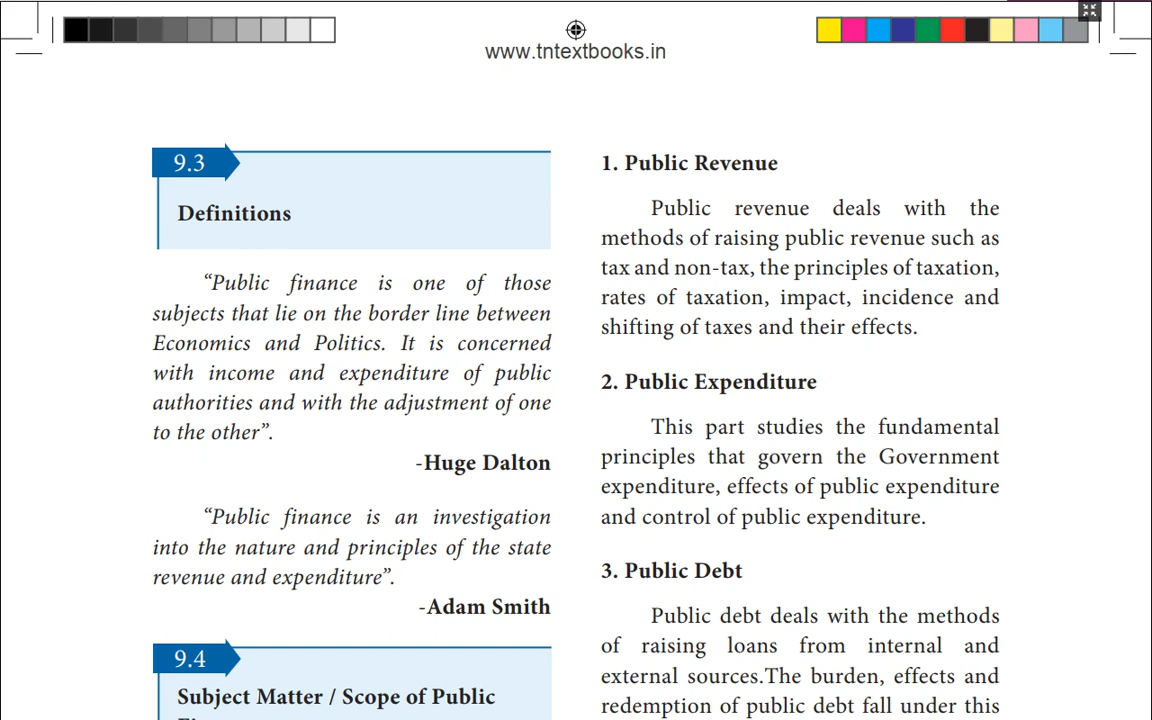 www.tntextbooks.in
9.3
Definitions
“Public finance is one of those
subjects that lie on the border line between
Economics and Politics. It is concerned
with income and expenditure of public
authorities and with the adjustment of one
to the other”.
-Huge Dalton
“Public finance is an investigation
into the nature and principles of the state
revenue and expenditure”.
-Adam Smith
9.4
Subject Matter / Scope of Public
1. Public Revenue
Public revenue deals with the
methods of raising public revenue such as
tax and non-tax, the principles of taxation,
rates of taxation, impact, incidence and
shifting of taxes and their effects.
2. Public Expenditure
This part studies the fundamental
principles that govern the Government
expenditure, effects of public expenditure
and control of public expenditure.
3. Public Debt
Public debt deals with the methods
of raising loans from internal and
external sources.The burden, effects and
redemption of public debt fall under this